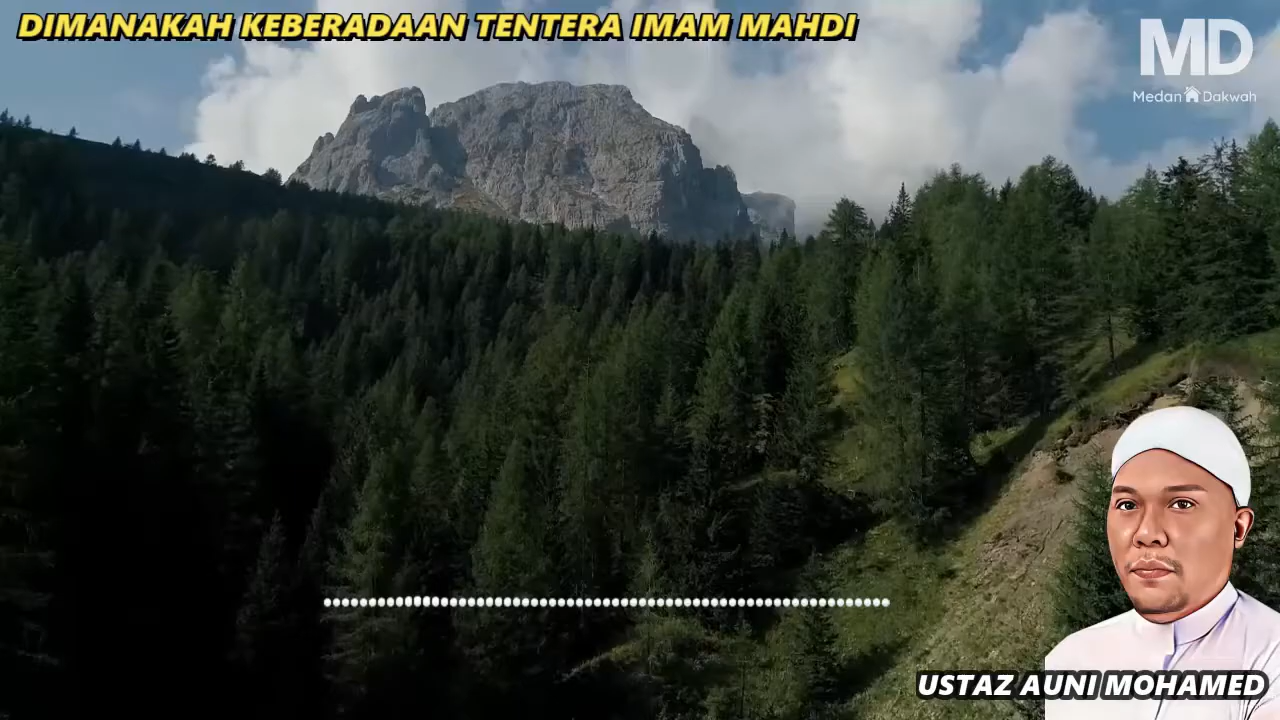 DIMANAKAH KEBERADAAN TENTERA IMAM MAHDI
MD
Medan Dakwah
USTAZ AUNI MOHAMED